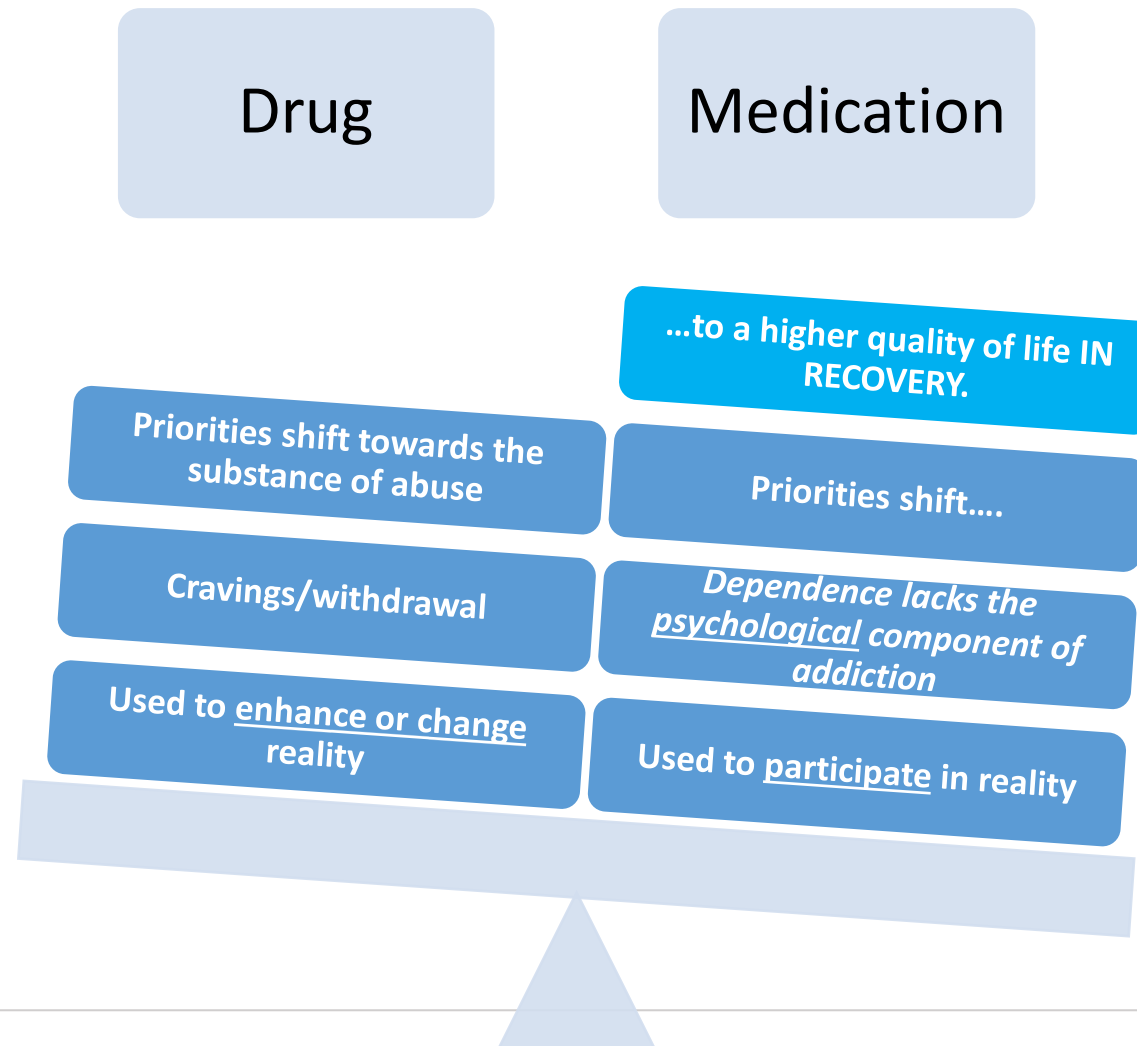 Drug
Medication
...to a higher quality of life IN
RECOVERY.
Priorities shift towards the
substance of abuse
Priorities shift....
Cravings/withdrawal
Dependence lacks the
psychological component of
addiction
Used to enhance or change
reality
Used to participate in reality